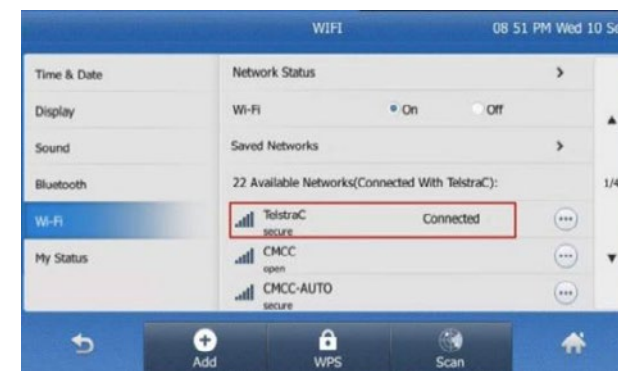 WIFI 08 51 PM Wed 10 Se
Time & Date
Display
Sound
Bluetooth
Wi-Fi
My Status
Network Status
Wi-Fi On Off
Saved Networks
22 Available Networks(Connected With TelstraC):
1/4
TelstraC Connected
secure
CMCC
open
CMCC-AUTO
secure
Add WPS Scan